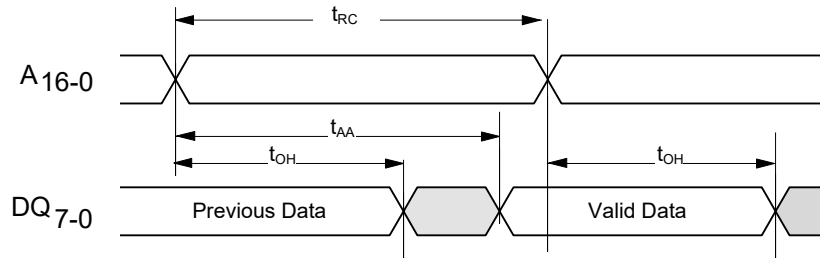 tRC
A16-0
tAA
tOH
tOH
DQ7-0
Previous Data
Valid Data